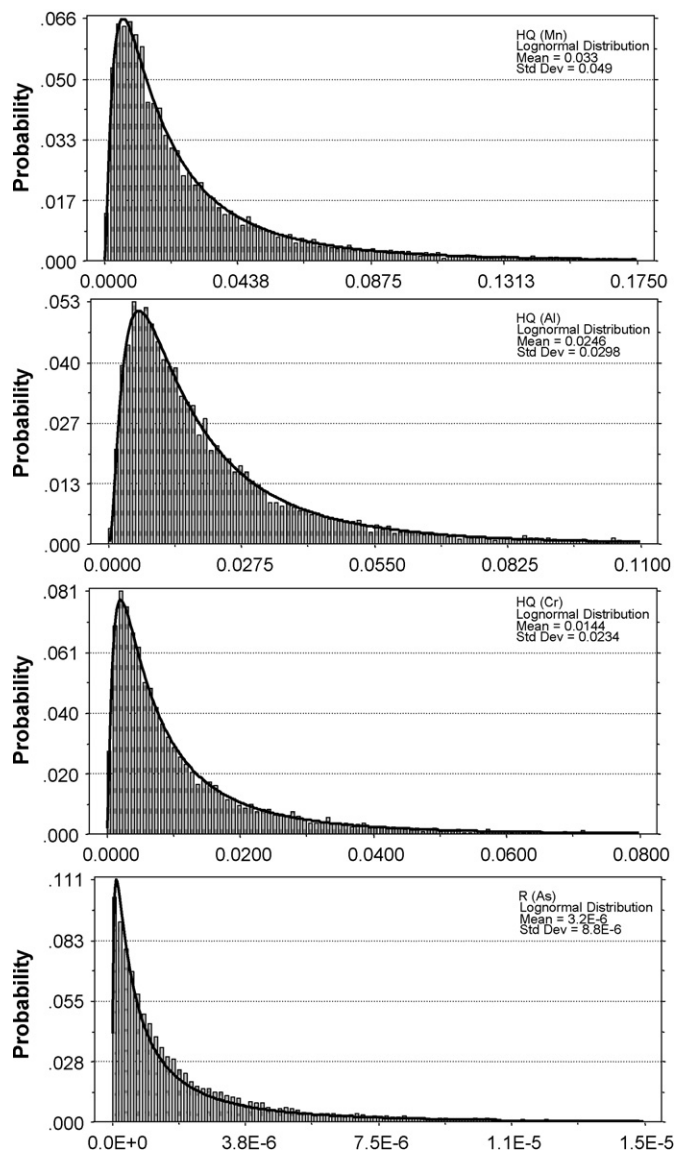 .066
HQ (Mn)
Lognormal Distribution
Mean = 0.033
Std Dev = 0.049
.050
.033
.017
.000
Probability
0.0000 0.0438 0.0875 0.1313 0.1750
.053
HQ (Al)
Lognormal Distribution
Mean = 0.0246
Std Dev = 0.0298
.040
.027
.013
.000
Probability
0.0000 0.0275 0.0550 0.0825 0.1100
.081
HQ (Cr)
Lognormal Distribution
Mean = 0.0144
Std Dev = 0.0234
.061
.040
.020
.000
Probability
0.0000 0.0200 0.0400 0.0600 0.0800
.111
R (As)
Lognormal Distribution
Mean = 3.2E-6
Std Dev = 8.8E-6
.083
.055
.028
.000
Probability
0.0E+0 3.8E-6 7.5E-6 1.1E-5 1.5E-5